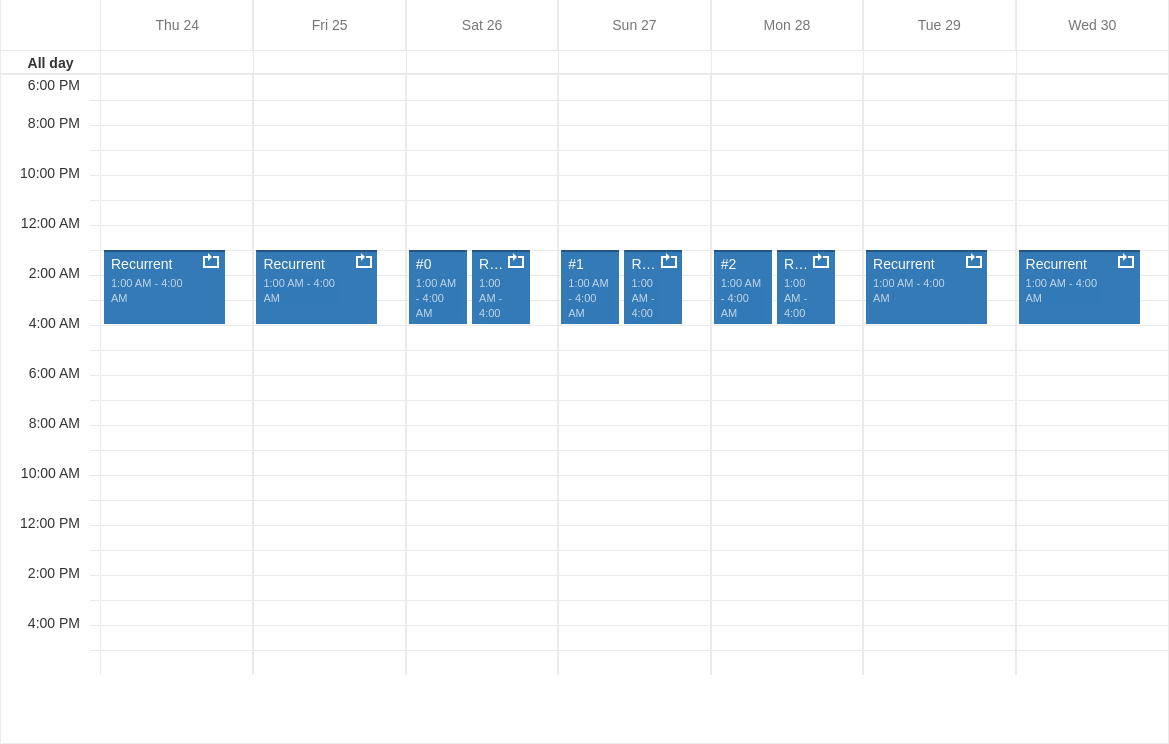 Thu 24
Fri 25
Sat 26
Sun 27
Mon 28
Tue 29
Wed 30
All day
6:00 PM
8:00 PM
10:00 PM
12:00 AM
2:00 AM
4:00 AM
6:00 AM
8:00 AM
10:00 AM
12:00 PM
2:00 PM
4:00 PM
Recurrent
1:00 AM - 4:00
AM
Recurrent
1:00 AM - 4:00
AM
#0
1:00 AM
- 4:00
AM
R...
1:00
AM -
4:00
#1
1:00 AM
- 4:00
AM
R...
1:00
AM -
4:00
#2
1:00 AM
- 4:00
AM
R...
1:00
AM -
4:00
Recurrent
1:00 AM - 4:00
AM
Recurrent
1:00 AM - 4:00
AM